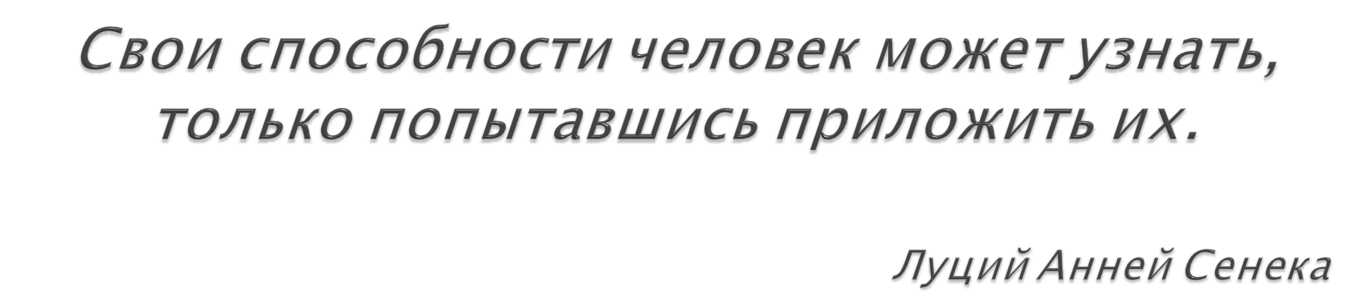 Свои способности человек может узнать,
только попытавшись приложить их.
Луций Анней Сенека